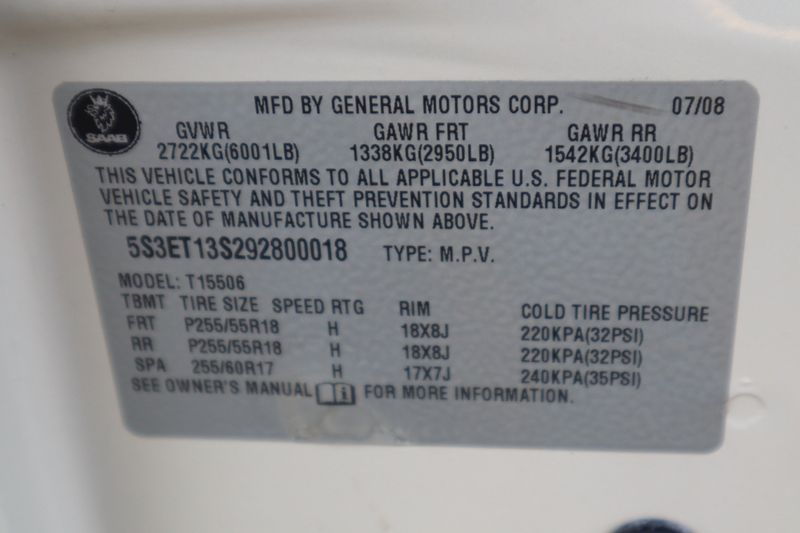 SAAB
MFD BY GENERAL MOTORS CORP. 07/08
GVWR GAWR FRT GAWR RR
2722KG(6001LB) 1338KG(2950LB) 1542KG(3400LB)
THIS VEHICLE CONFORMS TO ALL APPLICABLE U.S. FEDERAL MOTOR
VEHICLE SAFETY AND THEFT PREVENTION STANDARDS IN EFFECT ON
THE DATE OF MANUFACTURE SHOWN ABOVE.
5S3ET13S292800018 TYPE: M.P.V.
MODEL: T15506
TBMT TIRE SIZE SPEED RTG RIM COLD TIRE PRESSURE
FRT P255/55R18 H 18X8J 220KPA(32PSI)
RR P255/55R18 H 18X8J 220KPA(32PSI)
SPA 255/60R17 H 17X7J 240KPA(35PSI)
SEE OWNER'S MANUAL i FOR MORE INFORMATION.